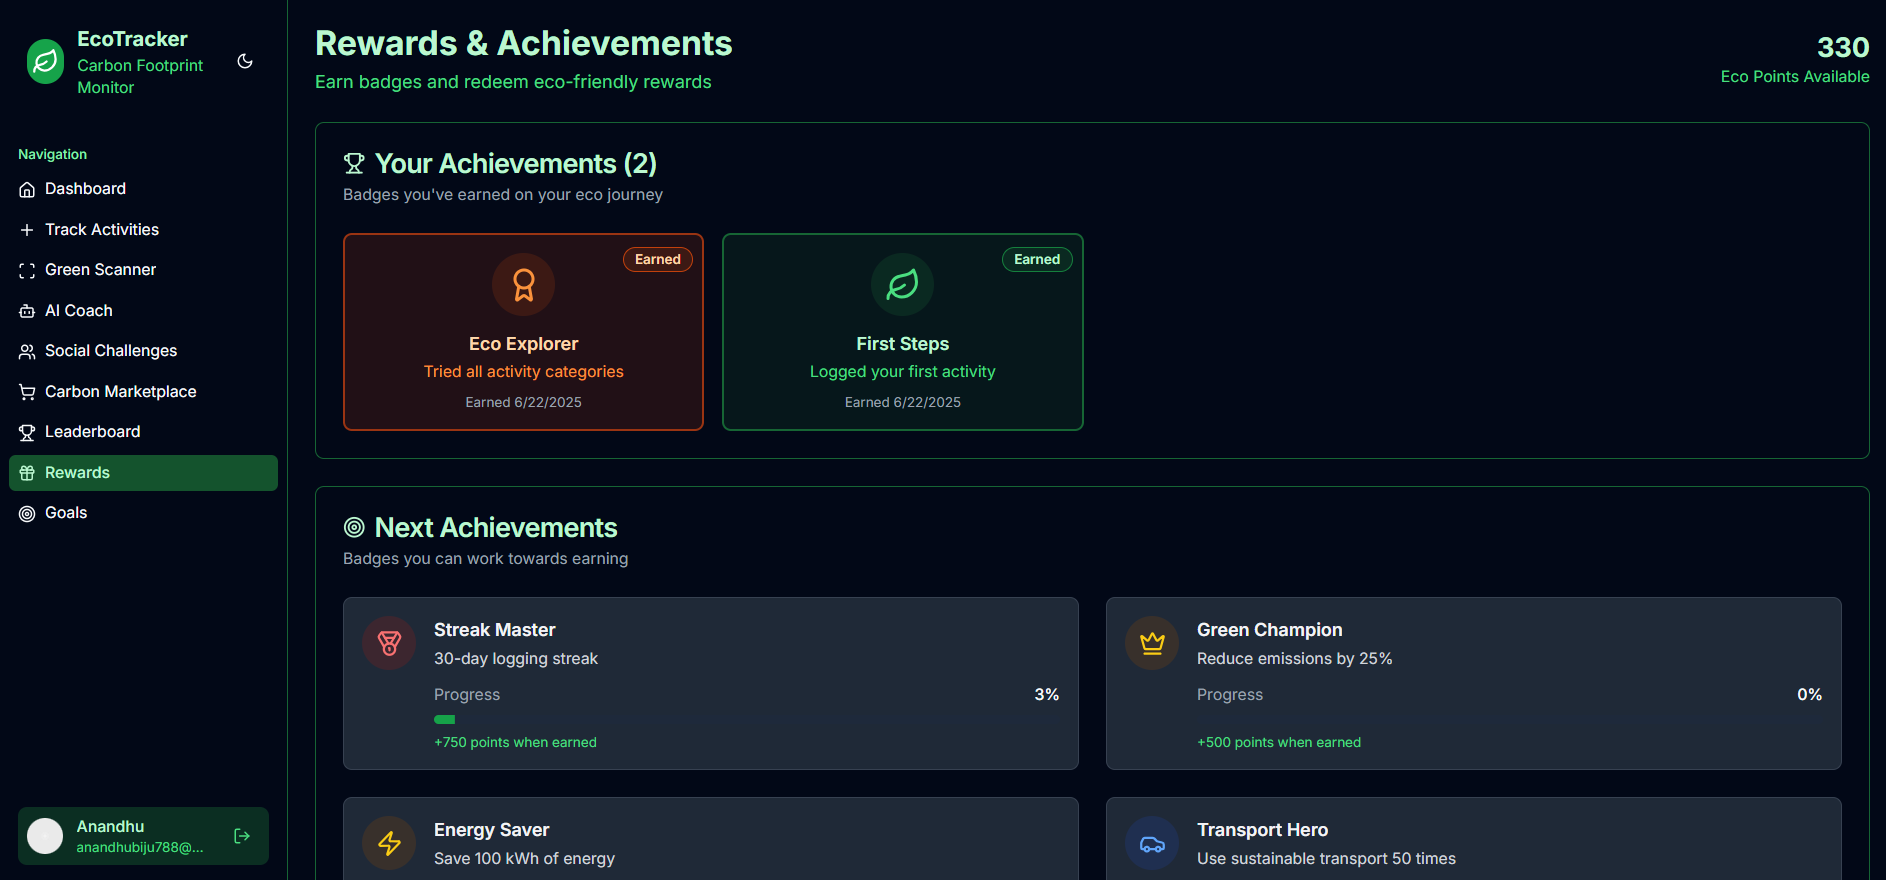 EcoTracker
Carbon Footprint
Monitor
Navigation
Dashboard
Track Activities
Green Scanner
AI Coach
Social Challenges
Carbon Marketplace
Leaderboard
Rewards
Goals
Anandhu
anandhubiju788@...
Rewards & Achievements
Earn badges and redeem eco-friendly rewards
330
Eco Points Available
Your Achievements (2)
Badges you've earned on your eco journey
Earned
Eco Explorer
Tried all activity categories
Earned 6/22/2025
Earned
First Steps
Logged your first activity
Earned 6/22/2025
Next Achievements
Badges you can work towards earning
Streak Master
30-day logging streak
Progress 3%
+750 points when earned
Green Champion
Reduce emissions by 25%
Progress 0%
+500 points when earned
Energy Saver
Save 100 kWh of energy
Transport Hero
Use sustainable transport 50 times